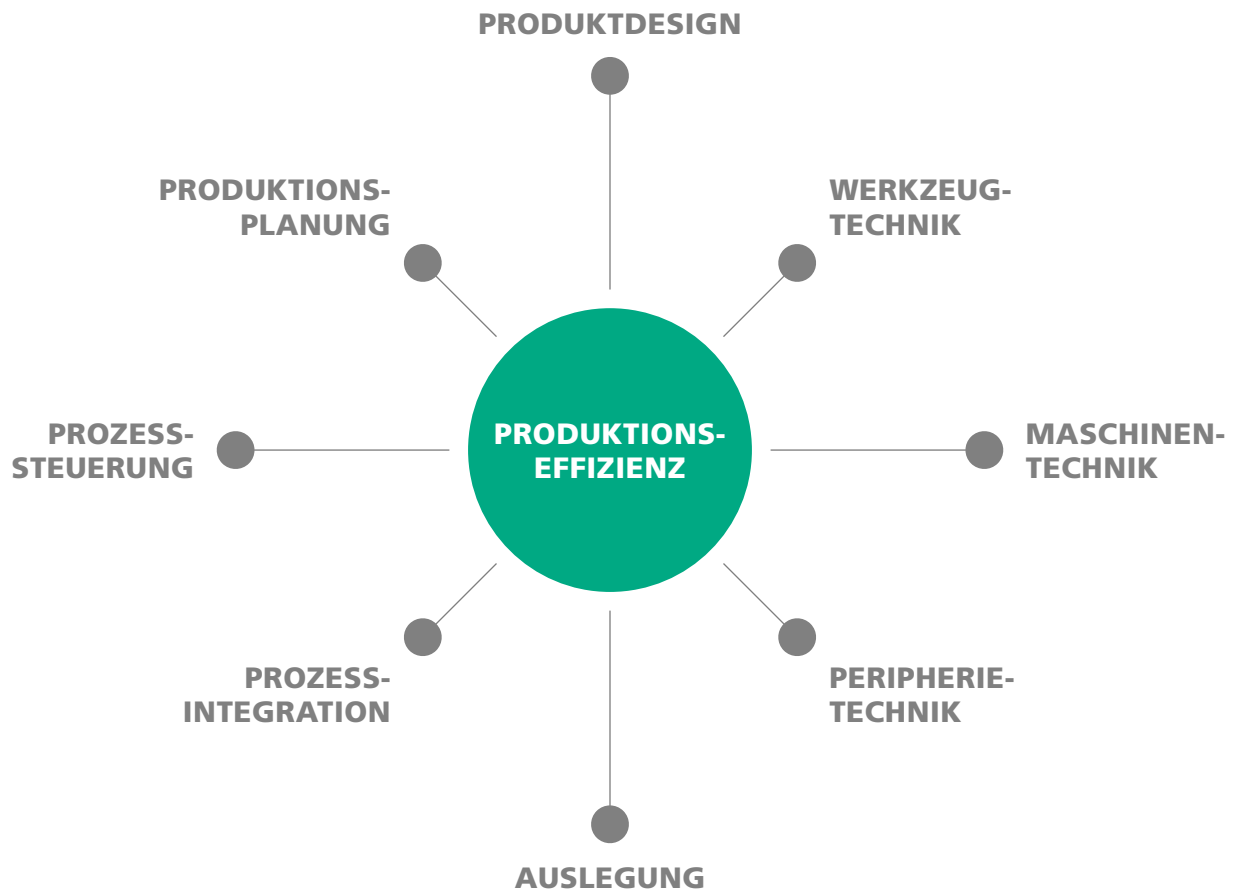 PRODUKTDESIGN
PRODUKTIONS-
PLANUNG
WERKZEUG-
TECHNIK
PROZESS-
STEUERUNG
PRODUKTIONS-
EFFIZIENZ
MASCHINEN-
TECHNIK
PROZESS-
INTEGRATION
PERIPHERIE-
TECHNIK
AUSLEGUNG